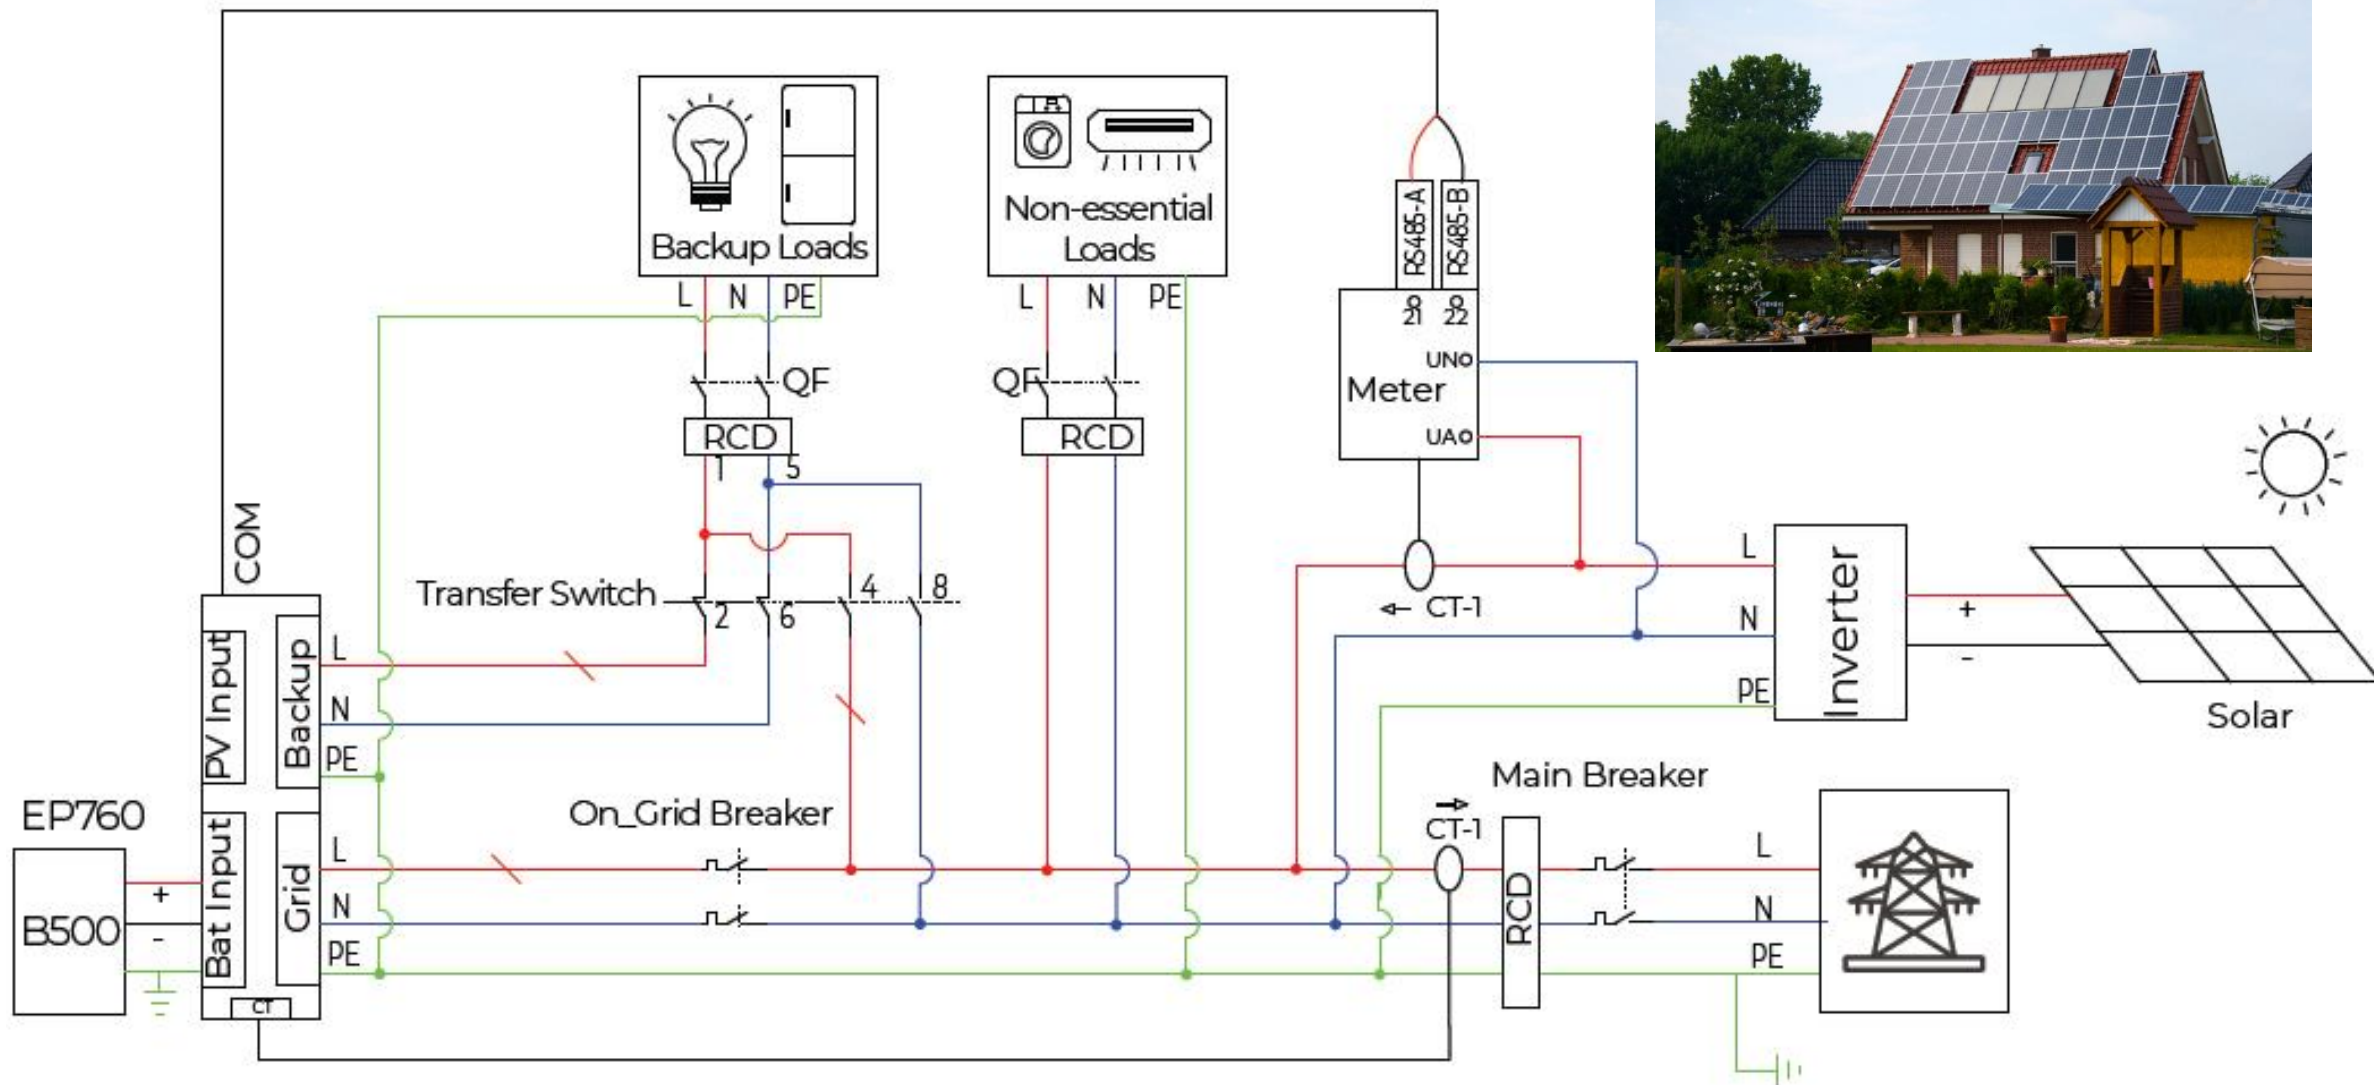 Backup Loads
L N PE
QF
RCD
1 5
Non-essential
Loads
L N PE
QF
RCD
RS485-A
RS485-B
21 22
UN
Meter
UA
COM
Transfer Switch
2 6 4 8
CT-1
L
N
PE
Inverter
+
-
Solar
PV Input
Backup
L
N
PE
EP760
B500
+
-
Bat Input
Grid
L
N
PE
CT
On_Grid Breaker
CT-1
RCD
Main Breaker
L
N
PE